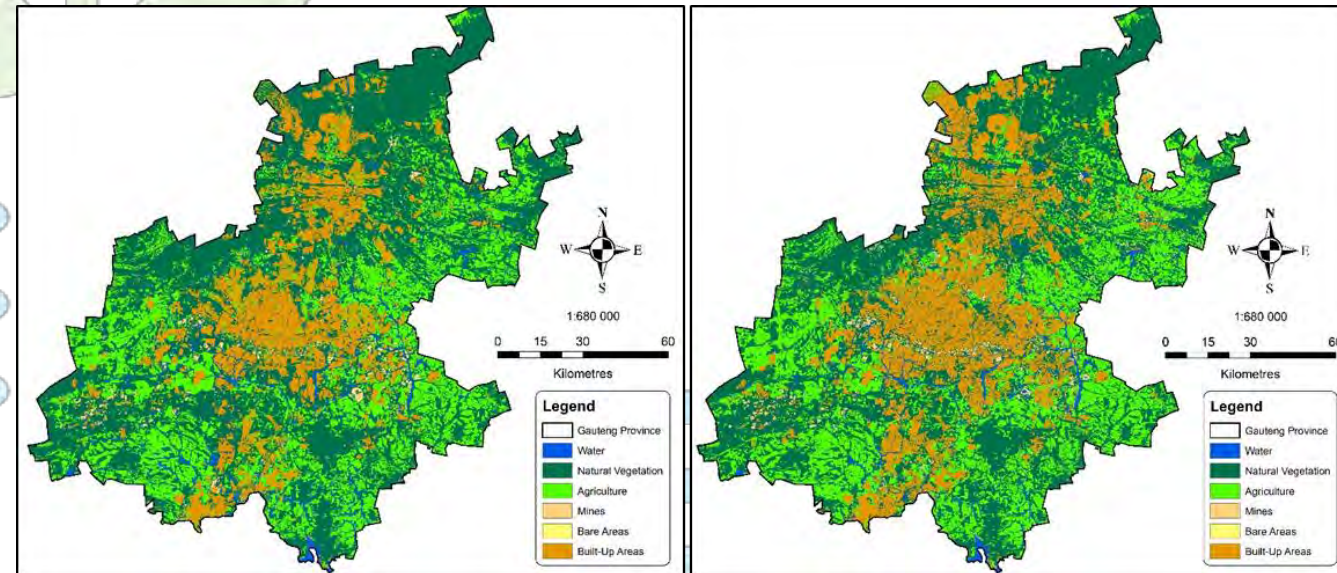 N
W E
S
1:680 000
0 15 30 60
Kilometres
Legend
Gauteng Province
Water
Natural Vegetation
Agriculture
Mines
Bare Areas
Built-Up Areas
N
W E
S
1:680 000
0 15 30 60
Kilometres
Legend
Gauteng Province
Water
Natural Vegetation
Agriculture
Mines
Bare Areas
Built-Up Areas